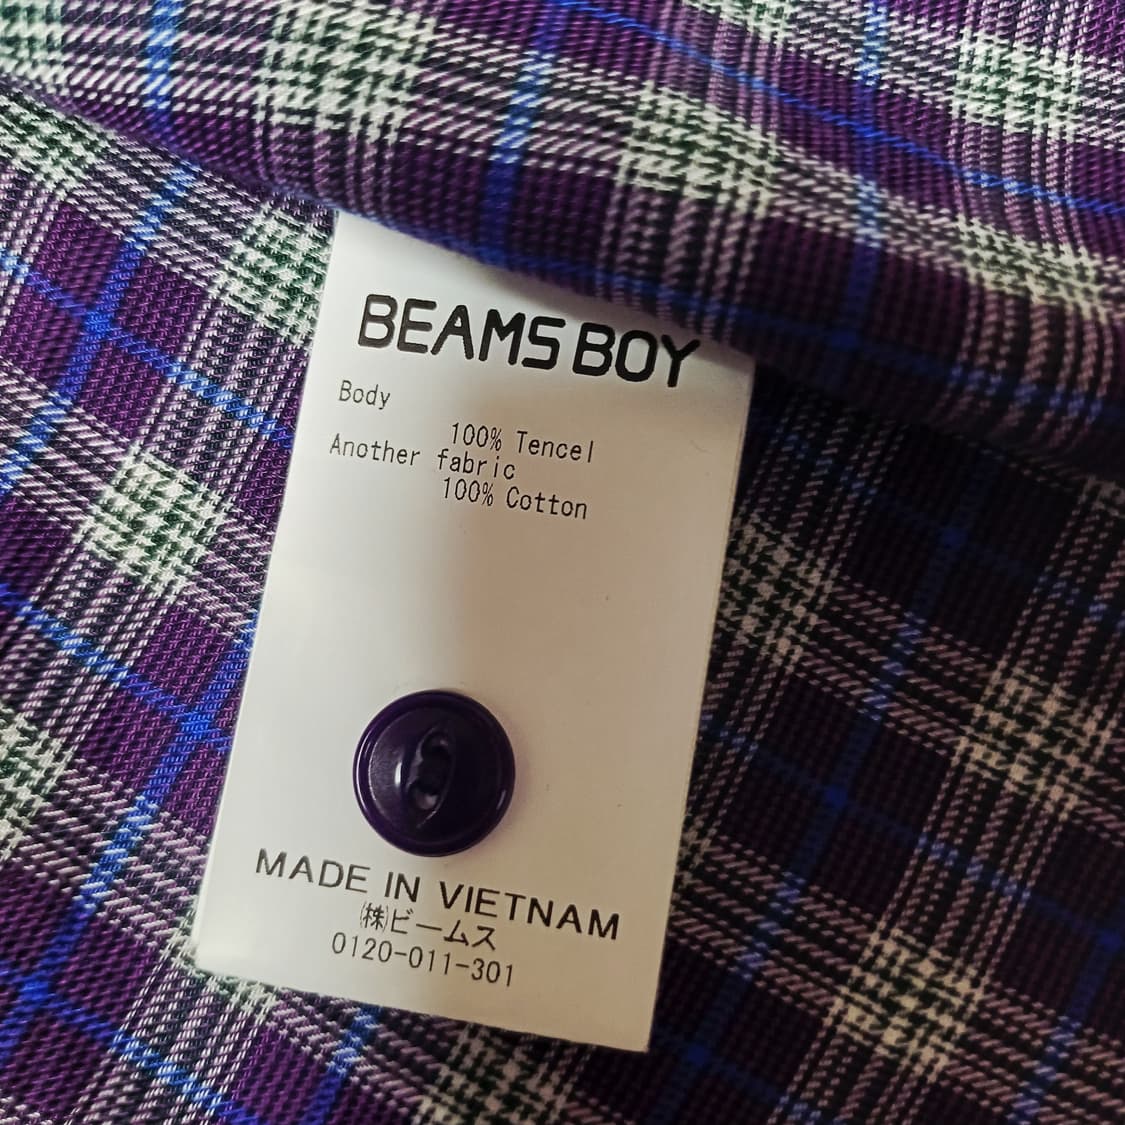 BEAMS BOY
Body
100% Tencel
Another fabric
100% Cotton
MADE IN VIETNAM
㈱ビームス
0120-011-301